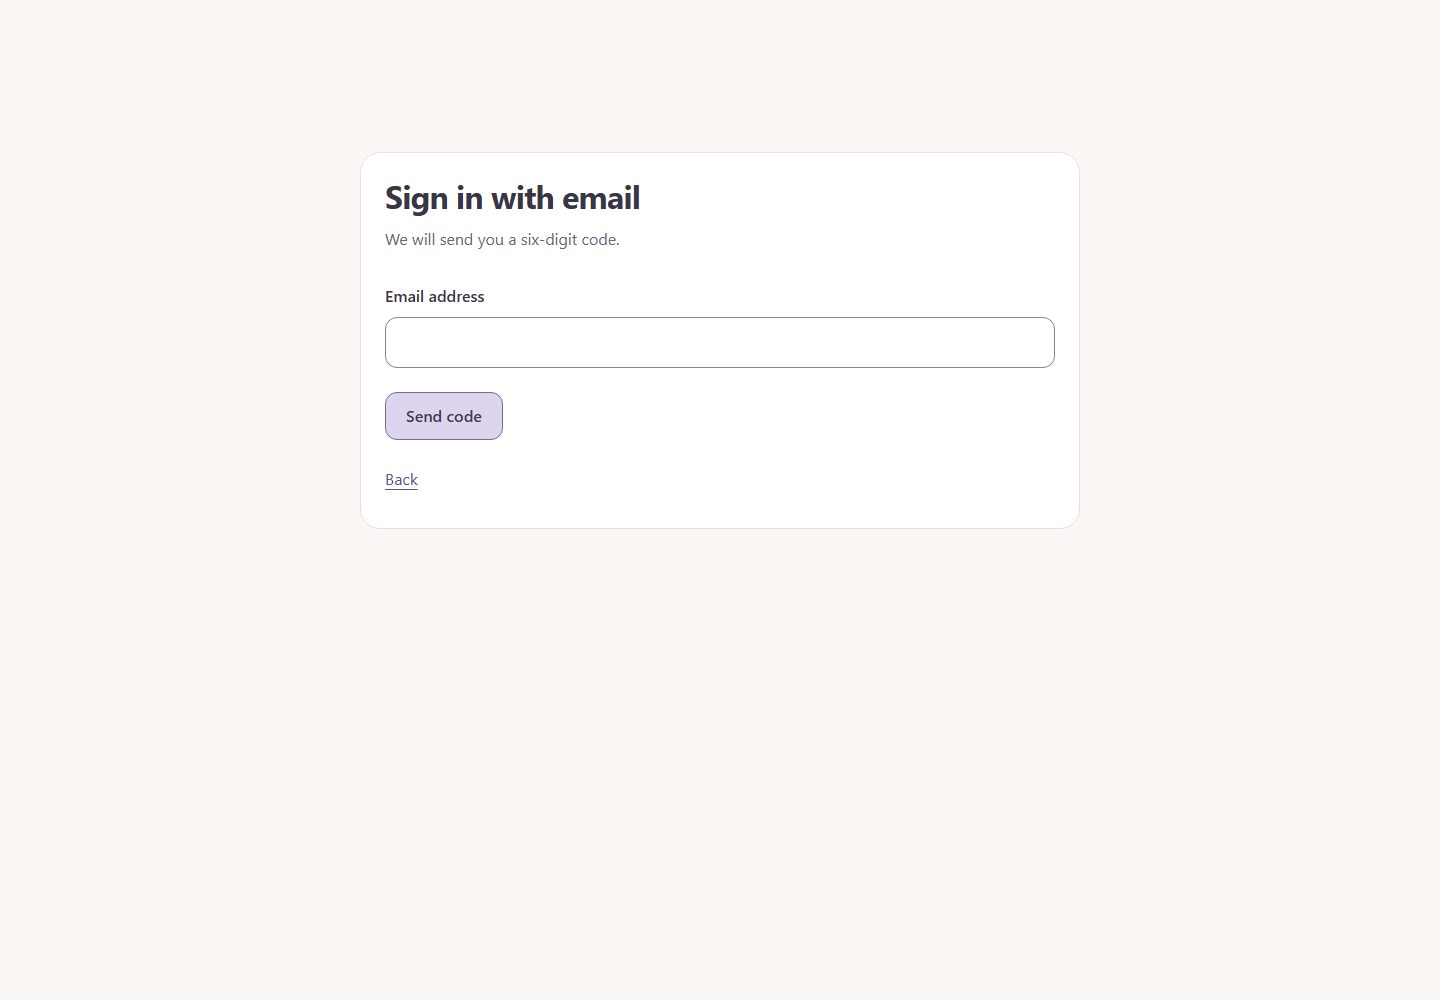 Sign in with email
We will send you a six-digit code.
Email address
Send code
Back